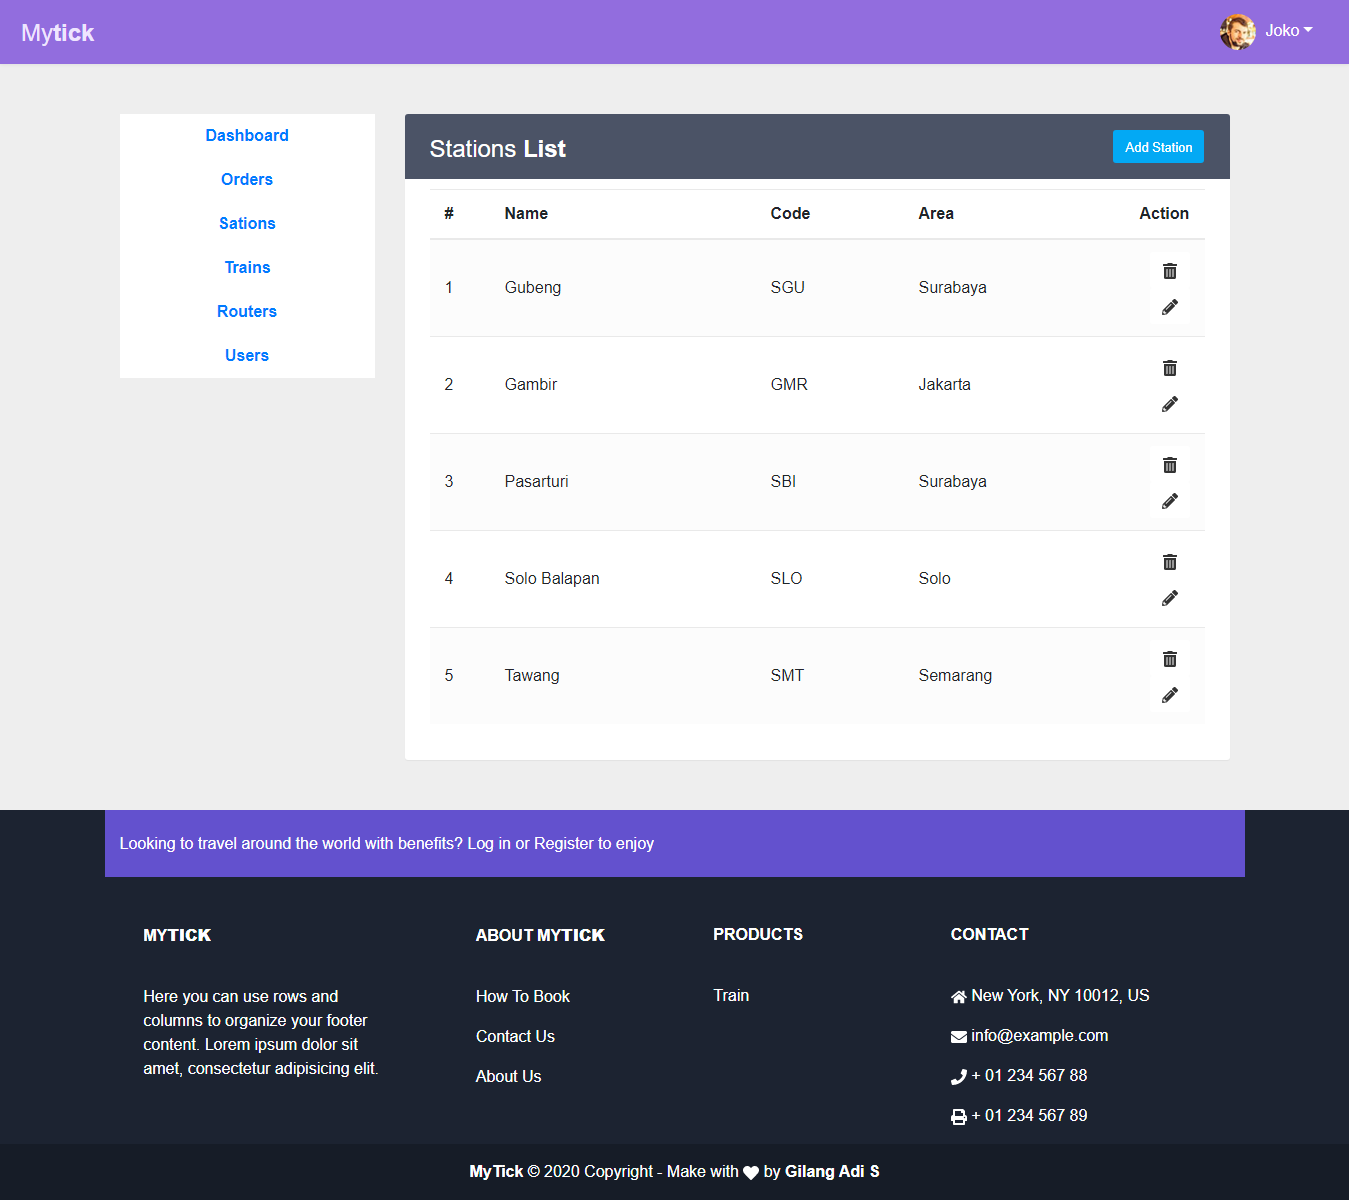 Mytick
Joko
Dashboard
Orders
Sations
Trains
Routers
Users
Stations List
Add Station
# Name Code Area Action
1 Gubeng SGU Surabaya
2 Gambir GMR Jakarta
3 Pasarturi SBI Surabaya
4 Solo Balapan SLO Solo
5 Tawang SMT Semarang
Looking to travel around the world with benefits? Log in or Register to enjoy
MYTICK
Here you can use rows and
columns to organize your footer
content. Lorem ipsum dolor sit
amet, consectetur adipisicing elit.
ABOUT MYTICK
How To Book
Contact Us
About Us
PRODUCTS
Train
CONTACT
New York, NY 10012, US
info@example.com
+ 01 234 567 88
+ 01 234 567 89
MyTick © 2020 Copyright - Make with by Gilang Adi S